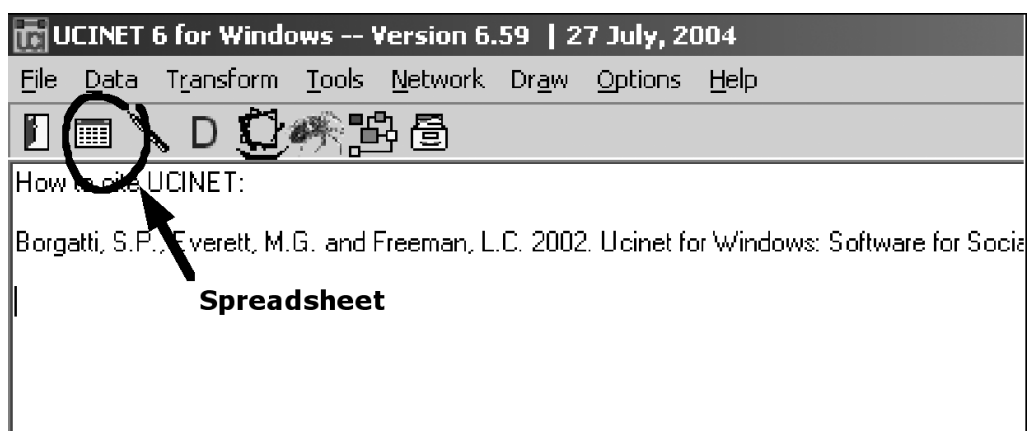 UCINET 6 for Windows -- Version 6.59 | 27 July, 2004
File Data Transform Tools Network Draw Options Help
D
How to cite UCINET:
Borgatti, S.P., Everett, M.G. and Freeman, L.C. 2002. Ucinet for Windows: Software for Socia
Spreadsheet